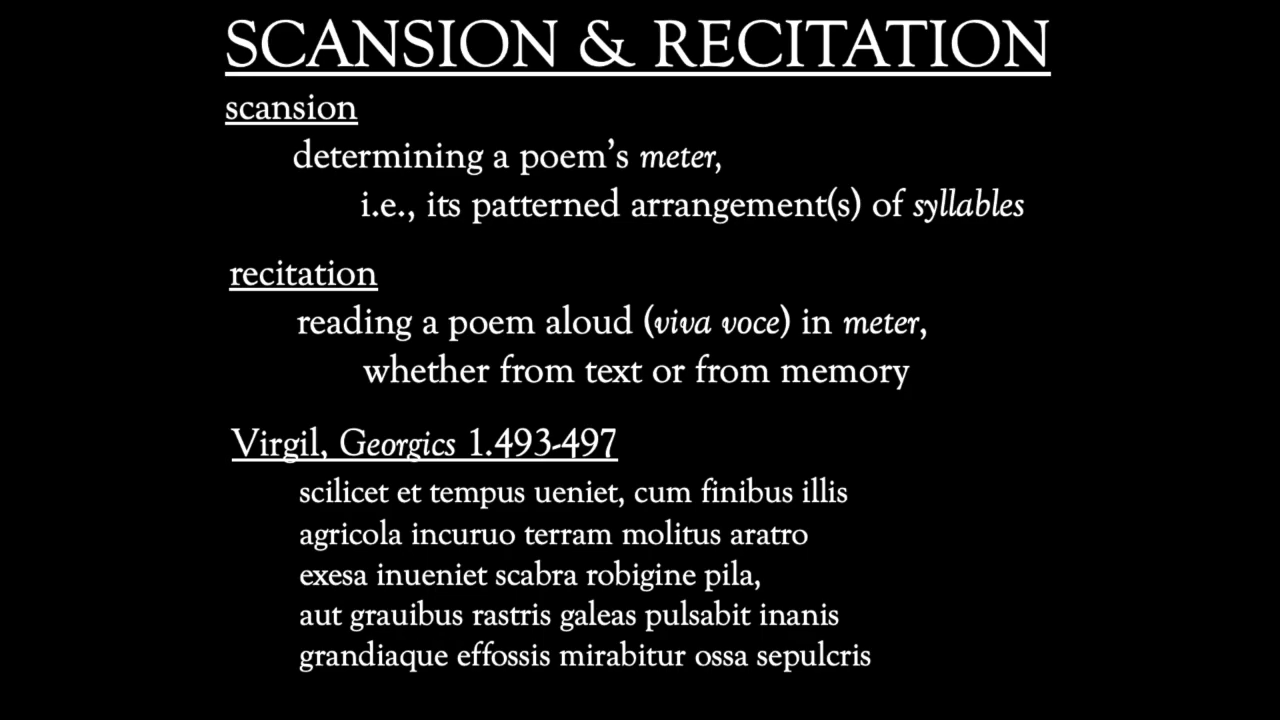 SCANSION & RECITATION
scansion
determining a poem's meter,
i.e., its patterned arrangement(s) of syllables
recitation
reading a poem aloud (viva voce) in meter,
whether from text or from memory
Virgil, Georgics 1.493-497
scilicet et tempus ueniet, cum finibus illis
agricola incuruo terram molitus aratro
exesa inueniet scabra robigine pila,
aut grauibus rastris galeas pulsabit inanis
grandiaque effossis mirabitur ossa sepulcris